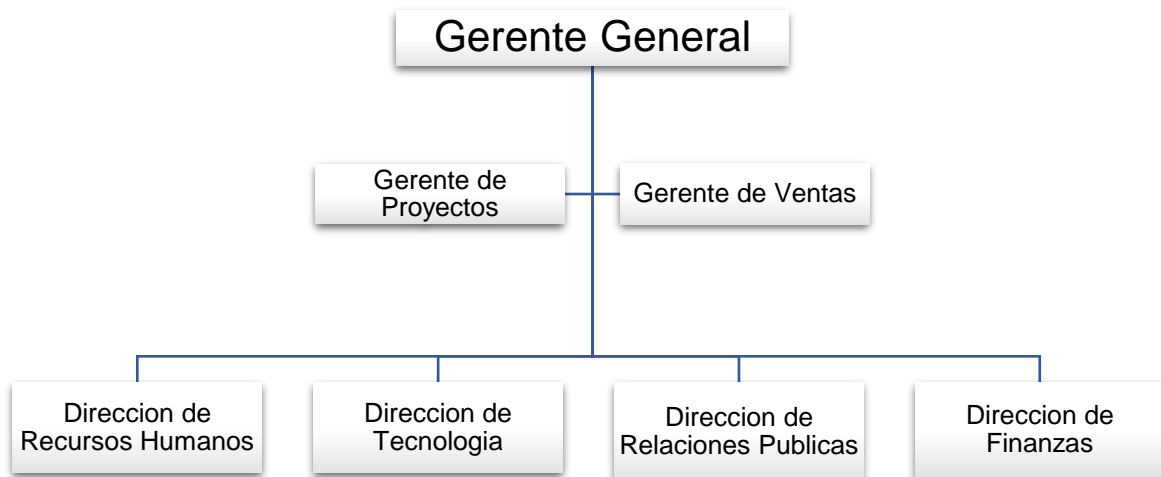 Gerente General
Gerente de
Proyectos
Gerente de Ventas
Direccion de
Recursos Humanos
Direccion de
Tecnologia
Direccion de
Relaciones Publicas
Direccion de
Finanzas